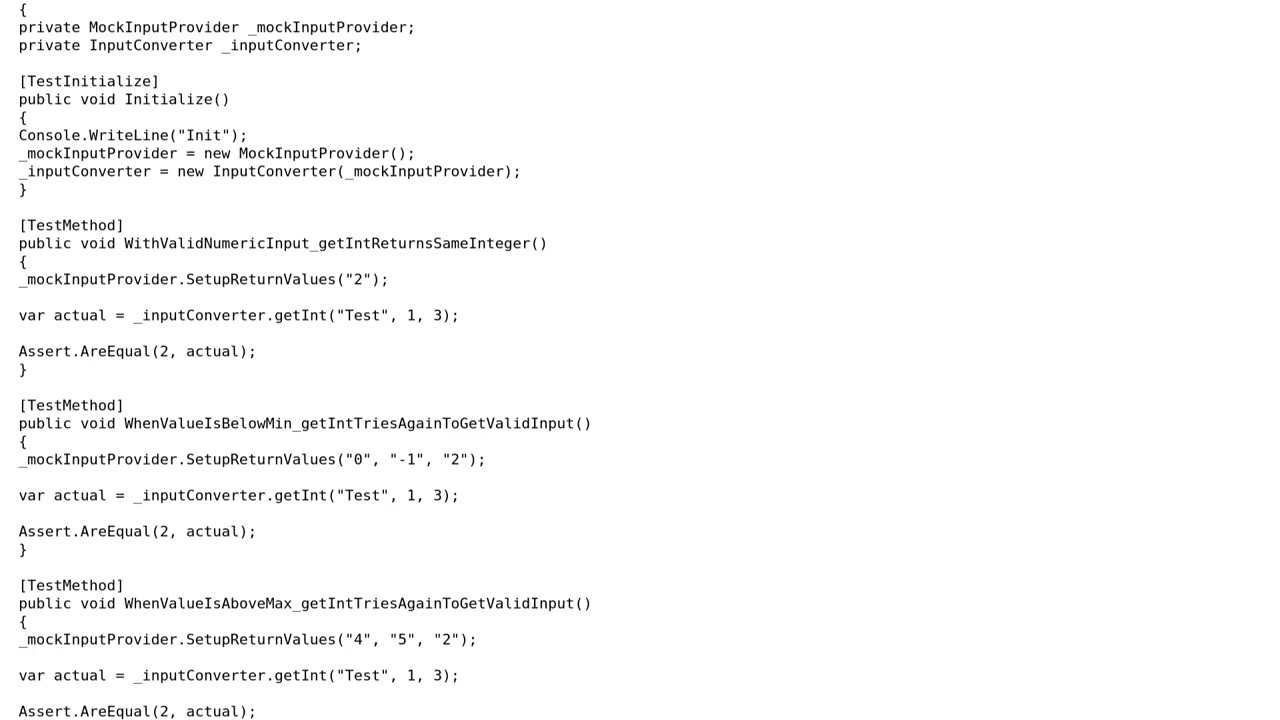 {
private MockInputProvider _mockInputProvider;
private InputConverter _inputConverter;
[TestInitialize]
public void Initialize()
{
Console.WriteLine("Init");
_mockInputProvider = new MockInputProvider();
_inputConverter = new InputConverter(_mockInputProvider);
}
[TestMethod]
public void WithValidNumericInput_getIntReturnsSameInteger()
{
_mockInputProvider.SetupReturnValues("2");
var actual = _inputConverter.getInt("Test", 1, 3);
Assert.AreEqual(2, actual);
}
[TestMethod]
public void WhenValueIsBelowMin_getIntTriesAgainToGetValidInput()
{
_mockInputProvider.SetupReturnValues("0", "-1", "2");
var actual = _inputConverter.getInt("Test", 1, 3);
Assert.AreEqual(2, actual);
}
[TestMethod]
public void WhenValueIsAboveMax_getIntTriesAgainToGetValidInput()
{
_mockInputProvider.SetupReturnValues("4", "5", "2");
var actual = _inputConverter.getInt("Test", 1, 3);
Assert.AreEqual(2, actual);